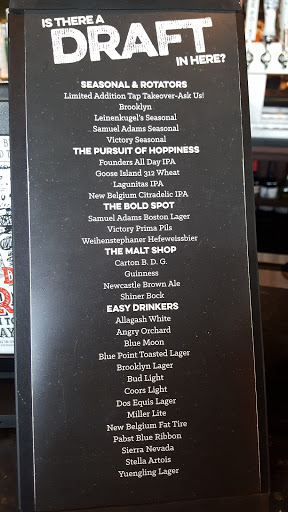 IS THERE A
DRAFT
IN HERE?
SEASONAL & ROTATORS
Limited Addition Tap Takeover-Ask Us!
Brooklyn
Leinenkugel's Seasonal
Samuel Adams Seasonal
Victory Seasonal
THE PURSUIT OF HOPPINESS
Founders All Day IPA
Goose Island 312 Wheat
Lagunitas IPA
New Belgium Citradelic IPA
THE BOLD SPOT
Samuel Adams Boston Lager
Victory Prima Pils
Weihenstephaner Hefeweissbier
THE MALT SHOP
Carton B. D. G.
Guinness
Newcastle Brown Ale
Shiner Bock
EASY DRINKERS
Allagash White
Angry Orchard
Blue Moon
Blue Point Toasted Lager
Brooklyn Lager
Bud Light
Coors Light
Dos Equis Lager
Miller Lite
New Belgium Fat Tire
Pabst Blue Ribbon
Sierra Nevada
Stella Artois
Yuengling Lager